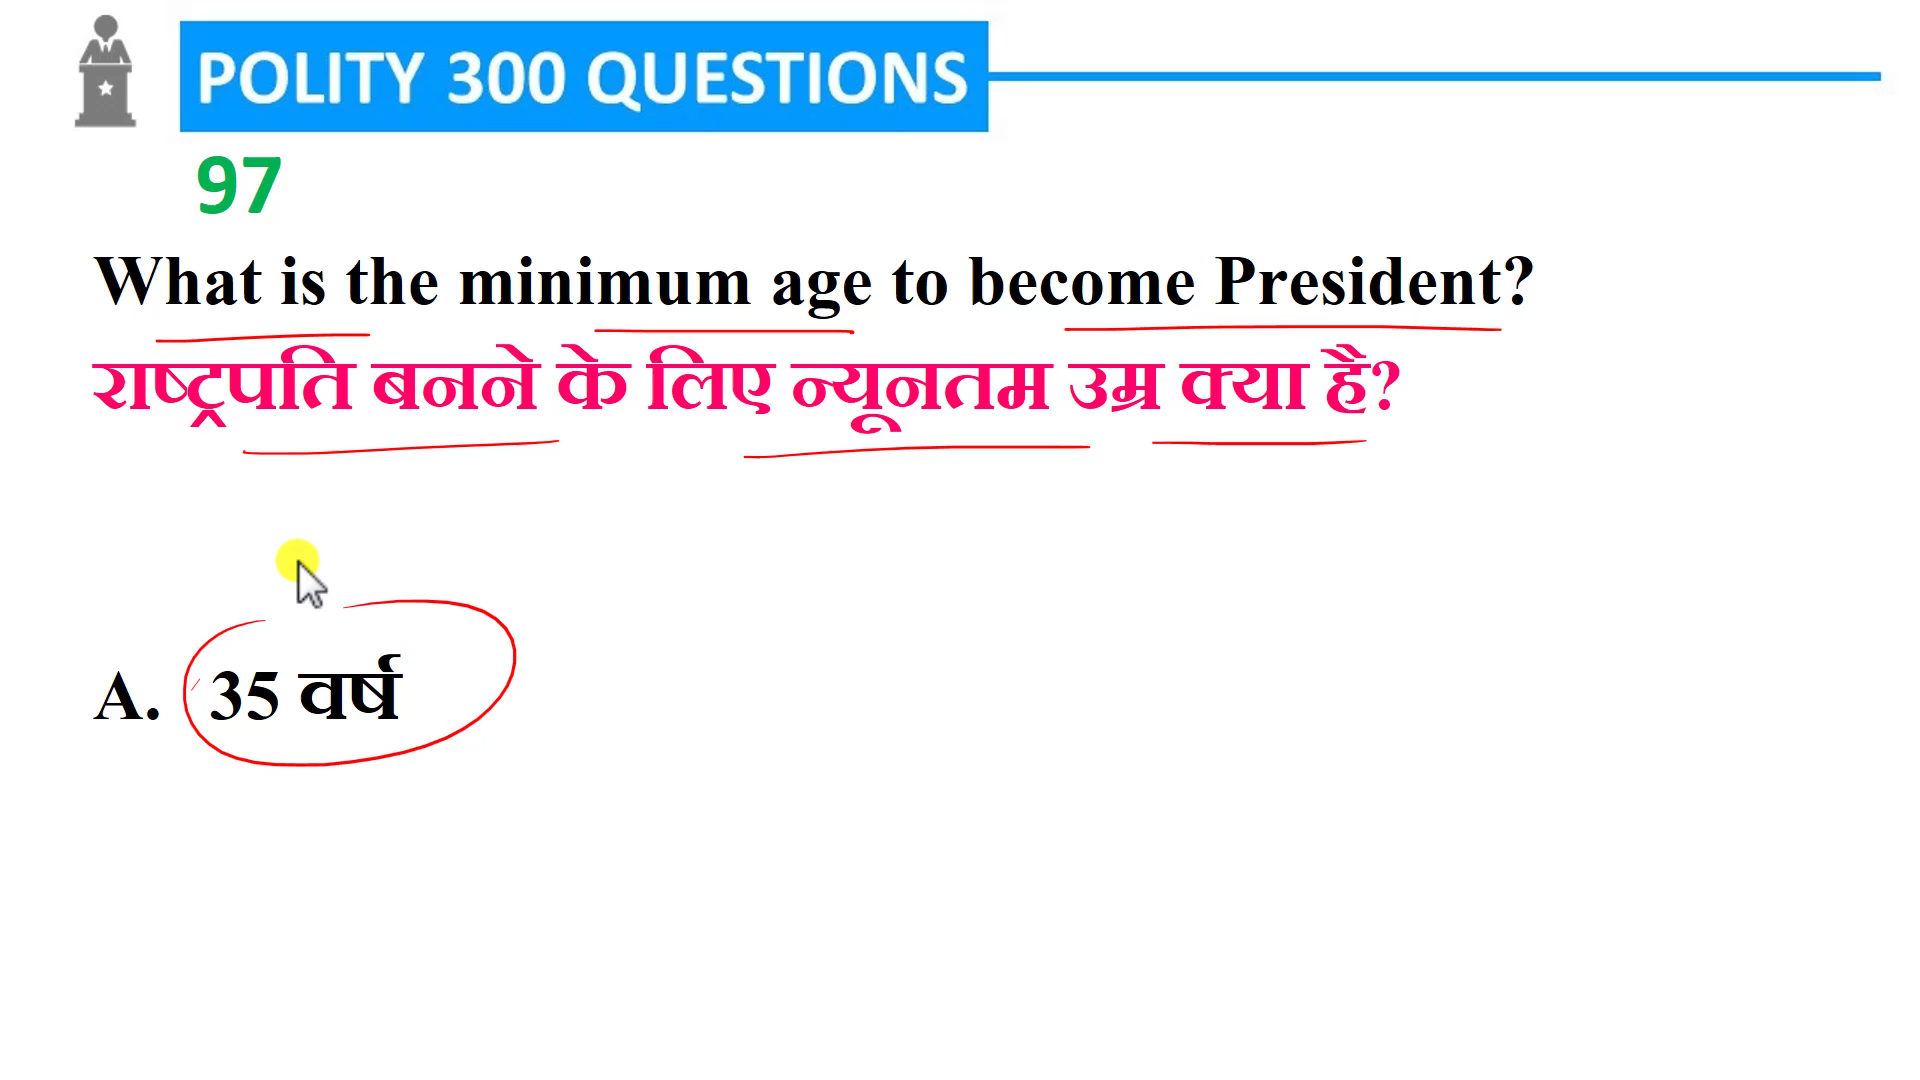 POLITY 300 QUESTIONS
97
What is the minimum age to become President?
राष्ट्रपति बनने के लिए न्यूनतम उम्र क्या है?
A. 35 वर्ष